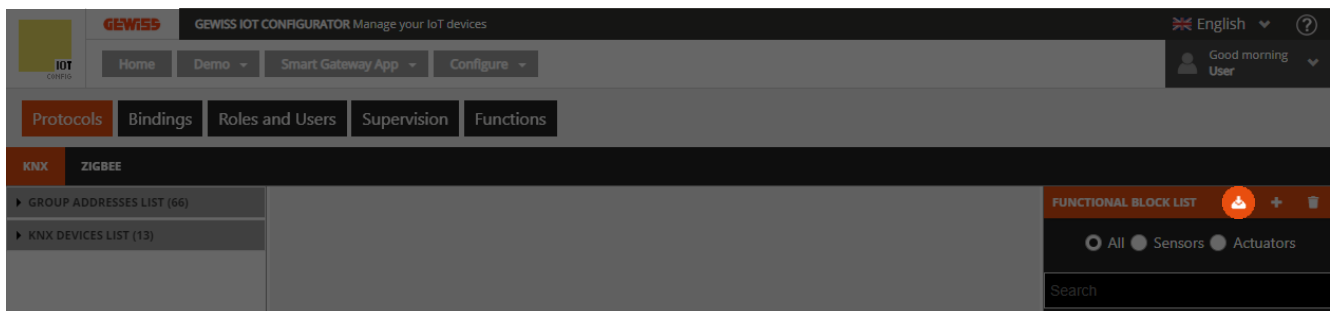 GEWISS GEWISS IOT CONFIGURATOR Manage your IoT devices English ?
IOT
CONFIG
Home Demo Smart Gateway App Configure
Good morning
User
Protocols Bindings Roles and Users Supervision Functions
KNX ZIGBEE
GROUP ADDRESSES LIST (66)
KNX DEVICES LIST (13)
FUNCTIONAL BLOCK LIST
All Sensors Actuators
Search